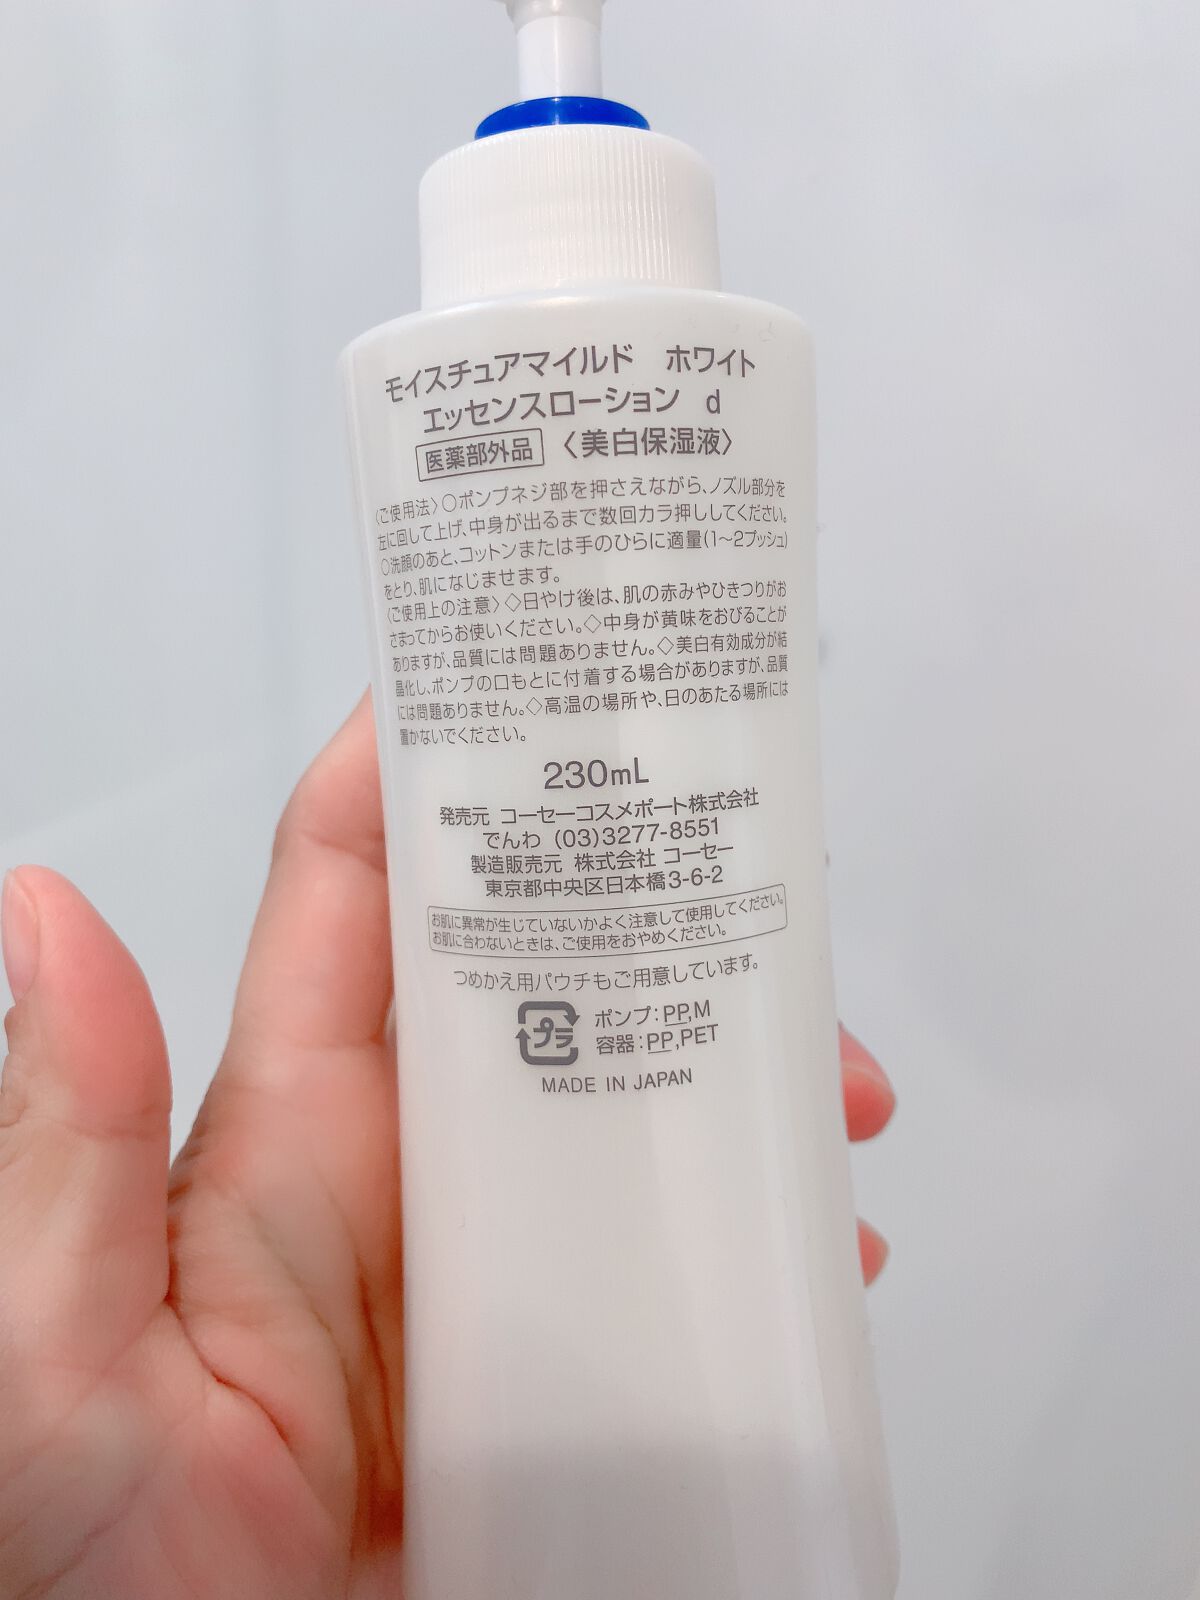 モイスチュアマイルド ホワイト
エッセンスローション d
医薬部外品 〈美白保湿液〉
〈ご使用法〉○ポンプネジ部を押さえながら、ノズル部分を
左に回して上げ、中身が出るまで数回カラ押ししてください。
○洗顔のあと、コットンまたは手のひらに適量(1〜2プッシュ)
をとり、肌になじませます。
〈ご使用上の注意〉◇日やけ後は、肌の赤みやひきつりがお
さまってからお使いください。◇中身が黄味をおびることが
ありますが、品質には問題ありません。◇美白有効成分が結
晶化し、ポンプの口もとに付着する場合がありますが、品質
には問題ありません。◇高温の場所や、日のあたる場所には
置かないでください。
230mL
発売元 コーセーコスメポート株式会社
でんわ (03)3277-8551
製造販売元 株式会社 コーセー
東京都中央区日本橋3-6-2
お肌に異常が生じていないかよく注意して使用してください。
お肌に合わないときは、ご使用をおやめください。
つめかえ用パウチもご用意しています。
プラ ポンプ:PP,M
容器:PP,PET
MADE IN JAPAN